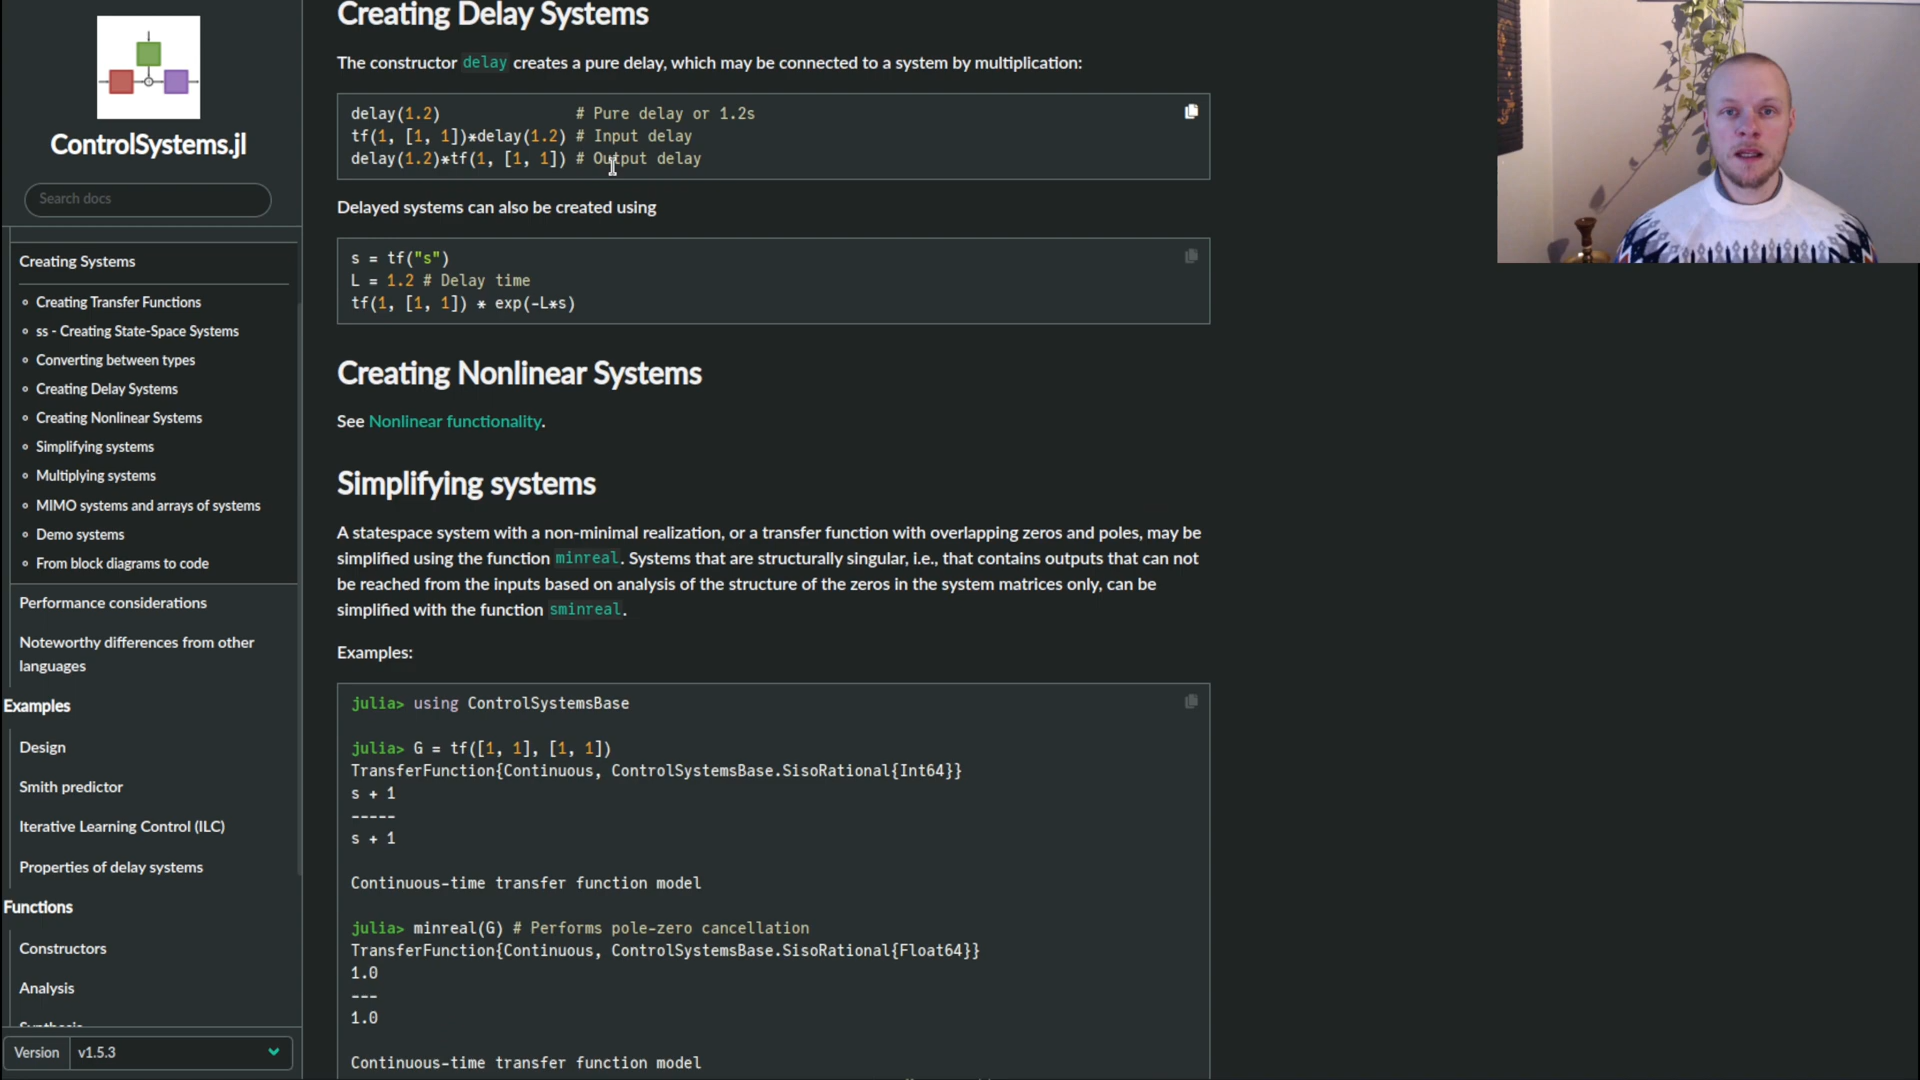 ControlSystems.jl
Search docs
Creating Systems
Creating Transfer Functions
ss - Creating State-Space Systems
Converting between types
Creating Delay Systems
Creating Nonlinear Systems
Simplifying systems
Multiplying systems
MIMO systems and arrays of systems
Demo systems
From block diagrams to code
Performance considerations
Noteworthy differences from other
languages
Examples
Design
Smith predictor
Iterative Learning Control (ILC)
Properties of delay systems
Functions
Constructors
Analysis
Synthesis
Version v1.5.3
Creating Delay Systems
The constructor delay creates a pure delay, which may be connected to a system by multiplication:
delay(1.2) # Pure delay or 1.2s
tf(1, [1, 1])*delay(1.2) # Input delay
delay(1.2)*tf(1, [1, 1]) # Output delay
Delayed systems can also be created using
s = tf("s")
L = 1.2 # Delay time
tf(1, [1, 1]) * exp(-L*s)
Creating Nonlinear Systems
See Nonlinear functionality.
Simplifying systems
A statespace system with a non-minimal realization, or a transfer function with overlapping zeros and poles, may be
simplified using the function minreal. Systems that are structurally singular, i.e., that contains outputs that can not
be reached from the inputs based on analysis of the structure of the zeros in the system matrices only, can be
simplified with the function sminreal.
Examples:
julia> using ControlSystemsBase
julia> G = tf([1, 1], [1, 1])
TransferFunction{Continuous, ControlSystemsBase.SisoRational{Int64}}
s + 1
-----
s + 1
Continuous-time transfer function model
julia> minreal(G) # Performs pole-zero cancellation
TransferFunction{Continuous, ControlSystemsBase.SisoRational{Float64}}
1.0
---
1.0
Continuous-time transfer function model